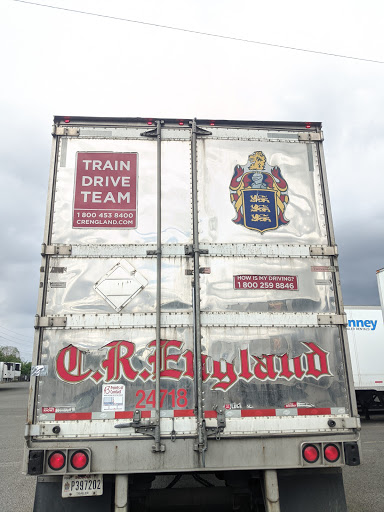 TRAIN
DRIVE
TEAM
1 800 453 8400
CRENGLAND.COM
HOW IS MY DRIVING?
1 800 259 8846
nney
C.R. England
24718
P397202